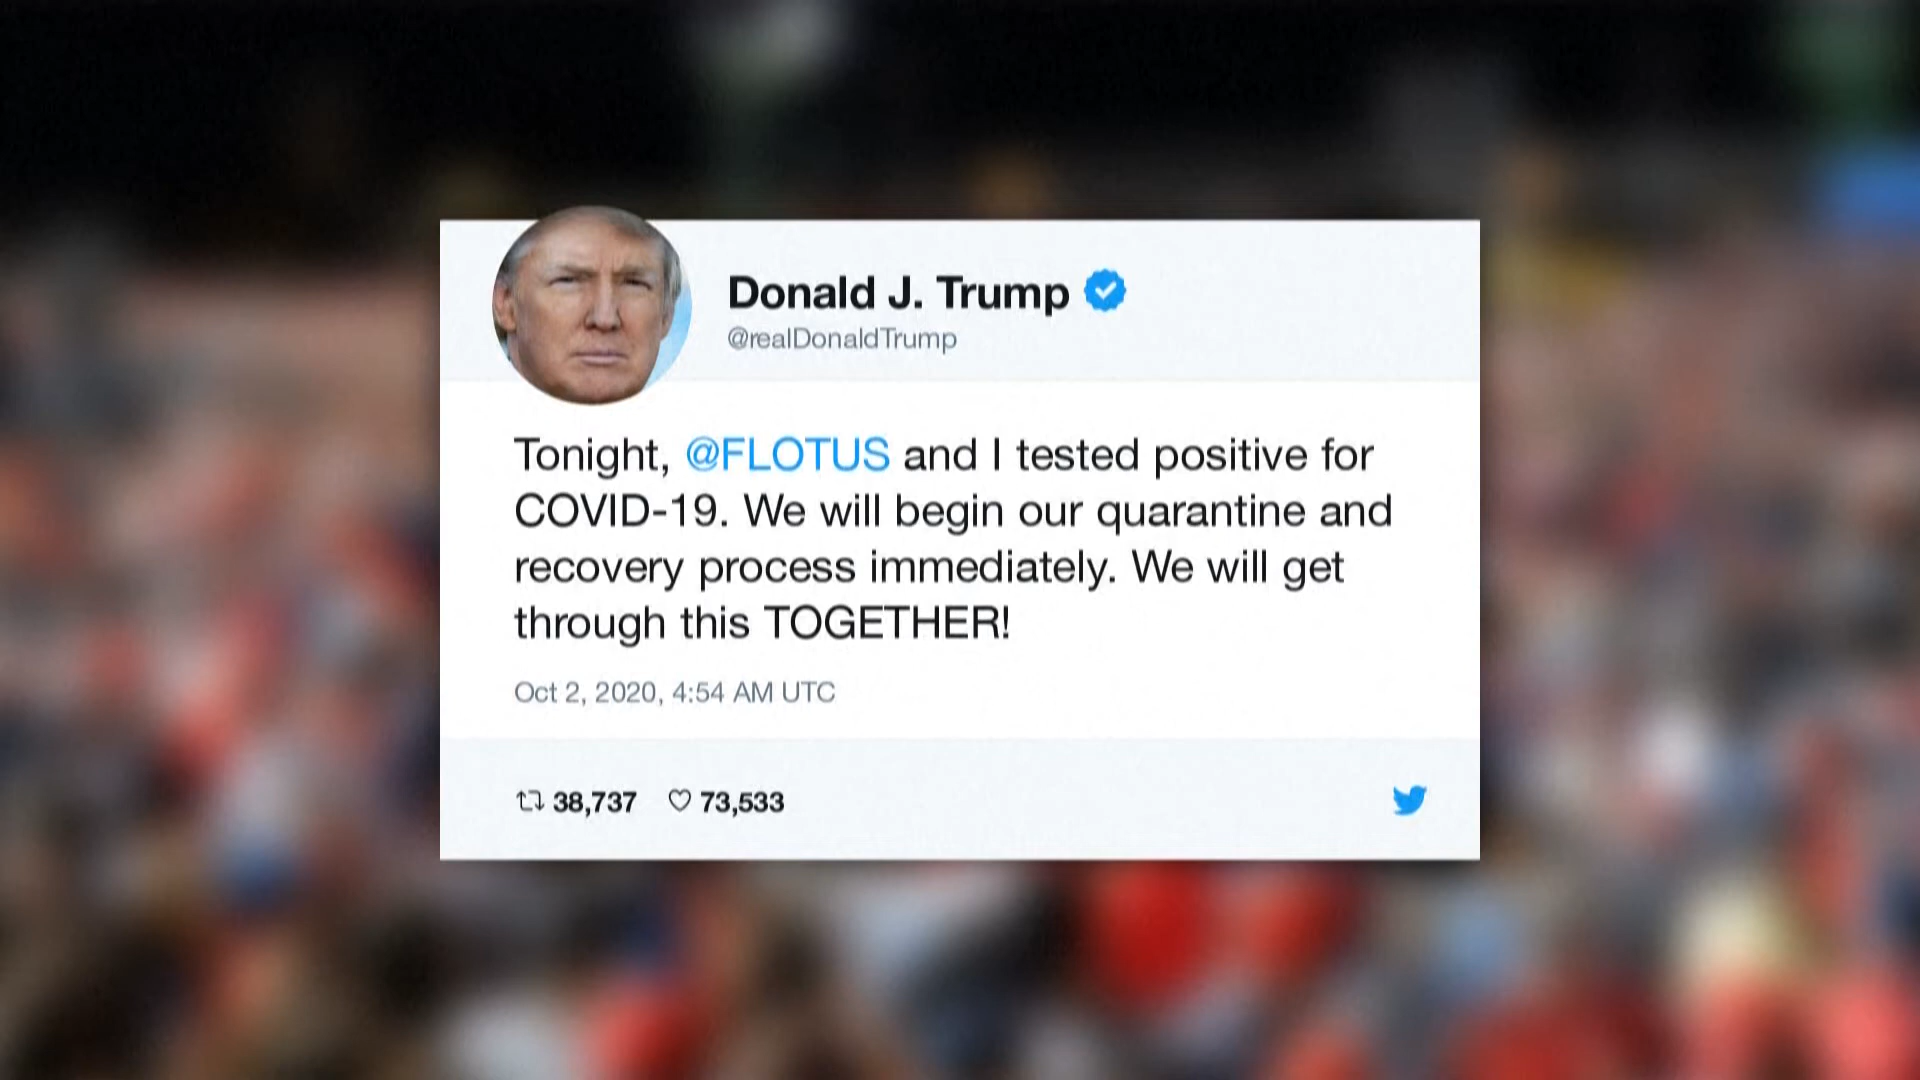 Donald J. Trump
@realDonaldTrump
Tonight, @FLOTUS and I tested positive for
COVID-19. We will begin our quarantine and
recovery process immediately. We will get
through this TOGETHER!
Oct 2, 2020, 4:54 AM UTC
38,737 73,533